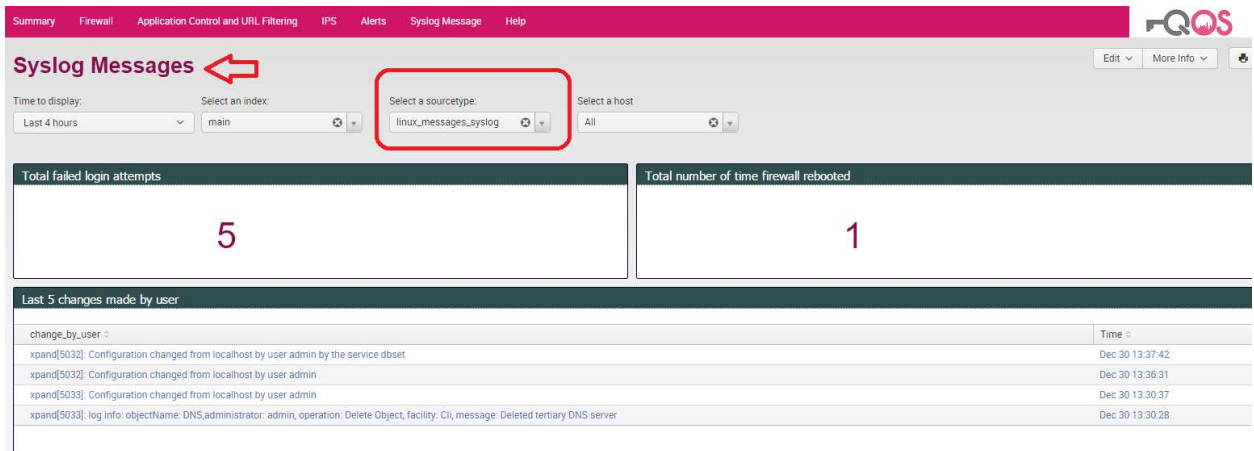 Summary Firewall Application Control and URL Filtering IPS Alerts Syslog Message Help
QOS
Syslog Messages
Edit More Info
Time to display: Select an index: Select a sourcetype: Select a host
Last 4 hours main linux_messages_syslog All
Total failed login attempts Total number of time firewall rebooted
5 1
Last 5 changes made by user
change_by_user Time
xpand[5032]: Configuration changed from localhost by user admin by the service dbset Dec 30 13:37:42
xpand[5032]: Configuration changed from localhost by user admin Dec 30 13:36:31
xpand[5033]: Configuration changed from localhost by user admin Dec 30 13:30:37
xpand[5033]: log info: objectName: DNS,administrator: admin, operation: Delete Object, facility: Cli, message: Deleted tertiary DNS server Dec 30 13:30:28